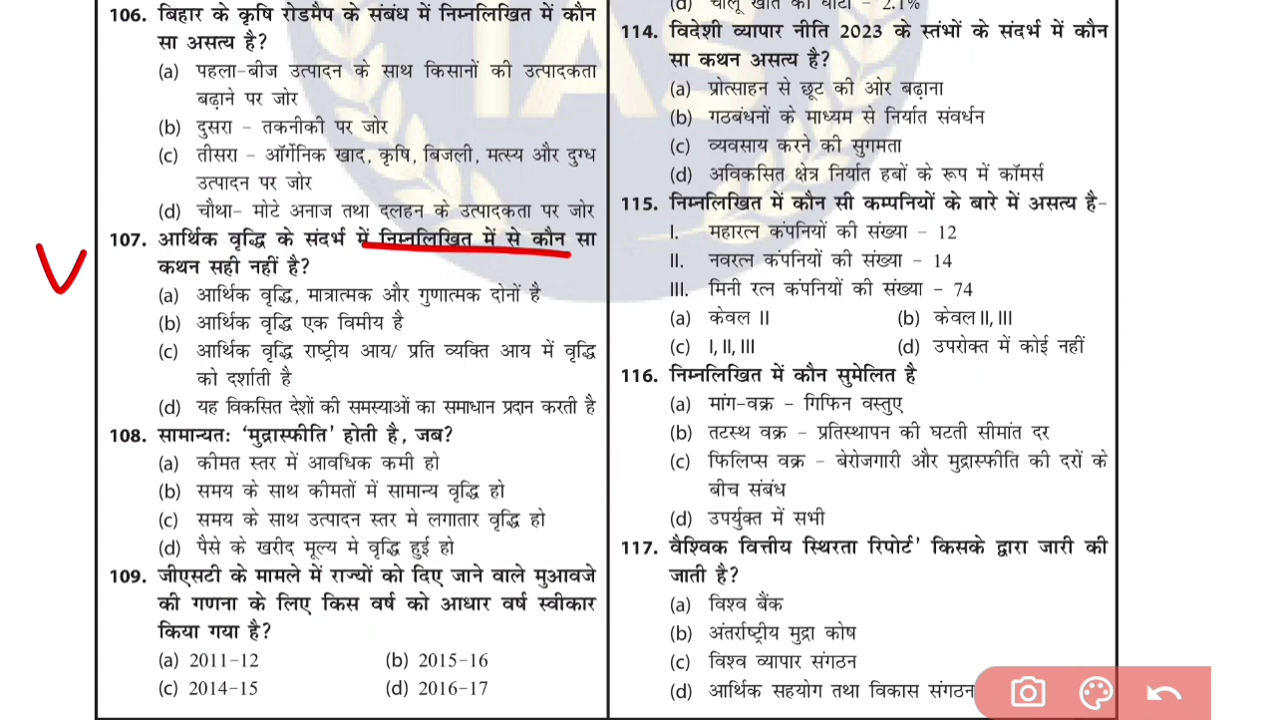 106. बिहार के कृषि रोडमैप के संबंध में निम्नलिखित में कौन
सा असत्य है?
(a) पहला-बीज उत्पादन के साथ किसानों की उत्पादकता
बढ़ाने पर जोर
(b) दुसरा - तकनीकी पर जोर
(c) तीसरा - ऑर्गेनिक खाद, कृषि, बिजली, मत्स्य और दुग्ध
उत्पादन पर जोर
(d) चौथा- मोटे अनाज तथा दलहन के उत्पादकता पर जोर
107. आर्थिक वृद्धि के संदर्भ में निम्नलिखित में से कौन सा
कथन सही नहीं है?
(a) आर्थिक वृद्धि, मात्रात्मक और गुणात्मक दोनों है
(b) आर्थिक वृद्धि एक विमीय है
(c) आर्थिक वृद्धि राष्ट्रीय आय/ प्रति व्यक्ति आय में वृद्धि
को दर्शाती है
(d) यह विकसित देशों की समस्याओं का समाधान प्रदान करती है
108. सामान्यतः ‘मुद्रास्फीति’ होती है, जब?
(a) कीमत स्तर में आवधिक कमी हो
(b) समय के साथ कीमतों में सामान्य वृद्धि हो
(c) समय के साथ उत्पादन स्तर मे लगातार वृद्धि हो
(d) पैसे के खरीद मूल्य मे वृद्धि हुई हो
109. जीएसटी के मामले में राज्यों को दिए जाने वाले मुआवजे
की गणना के लिए किस वर्ष को आधार वर्ष स्वीकार
किया गया है?
(a) 2011-12 (b) 2015-16
(c) 2014-15 (d) 2016-17
(d) चालू खाते का घाटा - 2.1%
114. विदेशी व्यापार नीति 2023 के स्तंभों के संदर्भ में कौन
सा कथन असत्य है?
(a) प्रोत्साहन से छूट की ओर बढ़ाना
(b) गठबंधनों के माध्यम से निर्यात संवर्धन
(c) व्यवसाय करने की सुगमता
(d) अविकसित क्षेत्र निर्यात हबों के रूप में कॉमर्स
115. निम्नलिखित में कौन सी कम्पनियों के बारे में असत्य है-
I. महारत्न कंपनियों की संख्या - 12
II. नवरत्न कंपनियों की संख्या - 14
III. मिनी रत्न कंपनियों की संख्या - 74
(a) केवल II (b) केवल II, III
(c) I, II, III (d) उपरोक्त में कोई नहीं
116. निम्नलिखित में कौन सुमेलित है
(a) मांग-वक्र - गिफिन वस्तुए
(b) तटस्थ वक्र - प्रतिस्थापन की घटती सीमांत दर
(c) फिलिप्स वक्र - बेरोजगारी और मुद्रास्फीति की दरों के
बीच संबंध
(d) उपर्युक्त में सभी
117. वैश्विक वित्तीय स्थिरता रिपोर्ट’ किसके द्वारा जारी की
जाती है?
(a) विश्व बैंक
(b) अंतर्राष्ट्रीय मुद्रा कोष
(c) विश्व व्यापार संगठन
(d) आर्थिक सहयोग तथा विकास संगठन
IAS